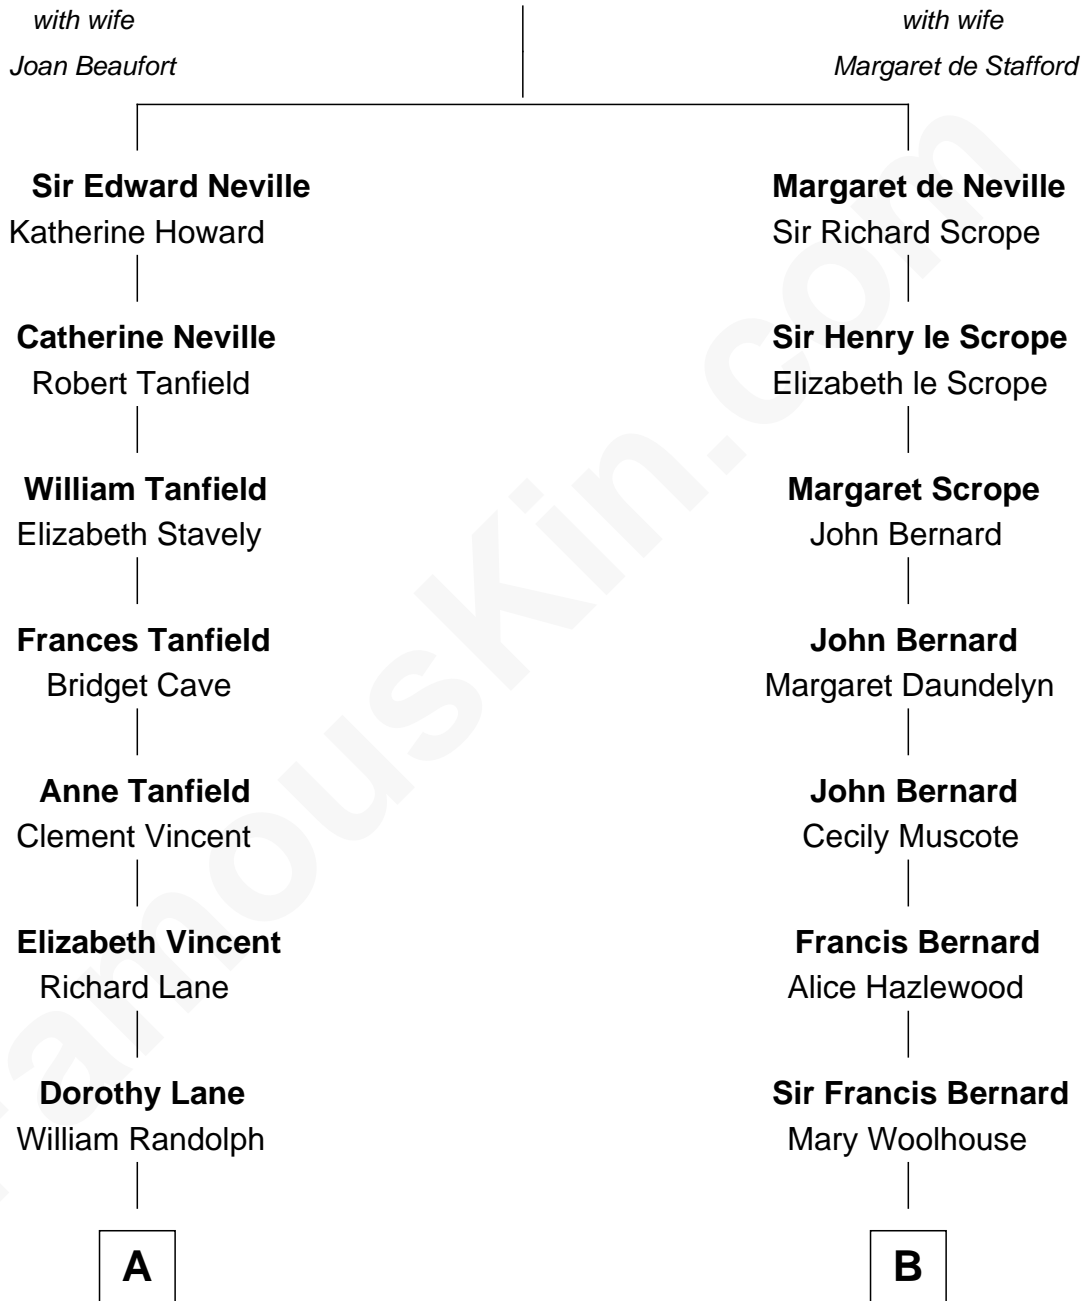 with wife
Joan Beaufort
with wife
Margaret de Stafford
Sir Edward Neville
Katherine Howard
Margaret de Neville
Sir Richard Scrope
Catherine Neville
Robert Tanfield
Sir Henry le Scrope
Elizabeth le Scrope
William Tanfield
Elizabeth Stavely
Margaret Scrope
John Bernard
Frances Tanfield
Bridget Cave
John Bernard
Margaret Daundelyn
Anne Tanfield
Clement Vincent
John Bernard
Cecily Muscote
Elizabeth Vincent
Richard Lane
Francis Bernard
Alice Hazlewood
Dorothy Lane
William Randolph
Sir Francis Bernard
Mary Woolhouse
A
B
FamousKin.com